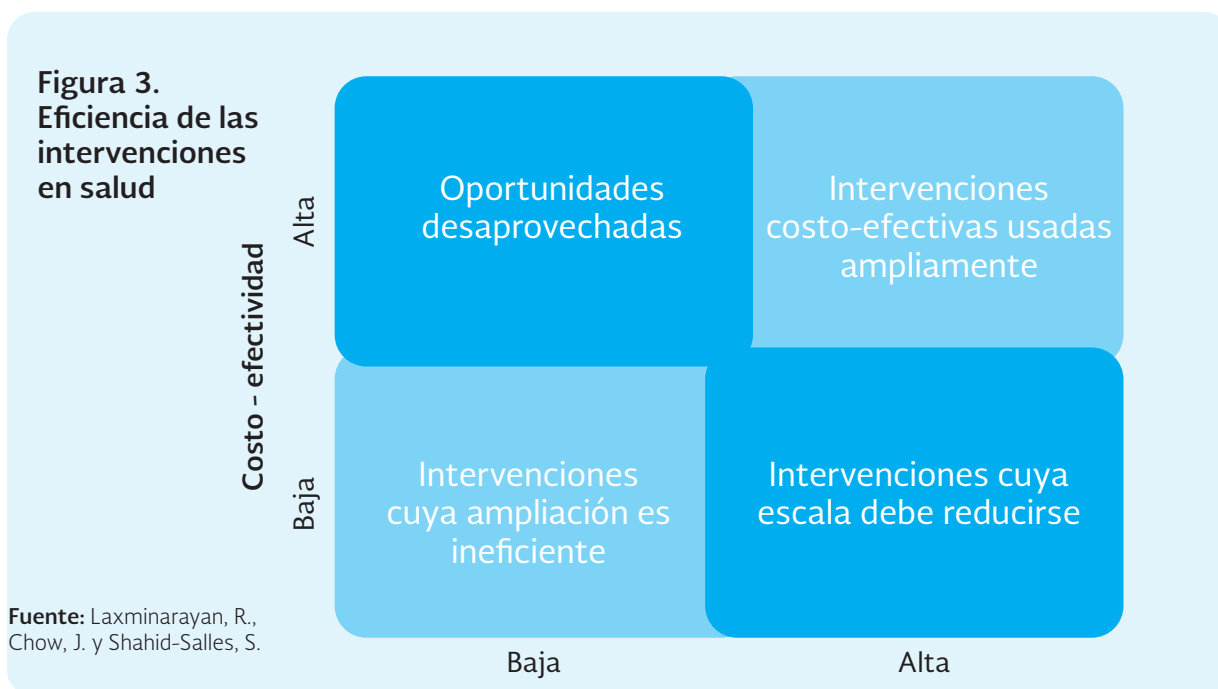 Figura 3.
Eficiencia de las
intervenciones
en salud
Costo - efectividad
Alta
Baja
Oportunidades
desaprovechadas
Intervenciones
costo-efectivas usadas
ampliamente
Intervenciones
cuya ampliación es
ineficiente
Intervenciones cuya
escala debe reducirse
Baja
Alta
Fuente: Laxminarayan, R.,
Chow, J. y Shahid-Salles, S.